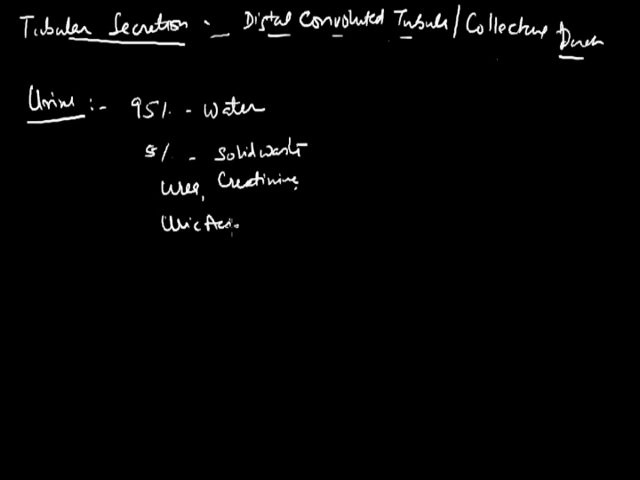 Tubular Secretion :- Distal Convoluted Tubule / Collecting Duct
Urine :- 95% - Water
5% - Solid waste
Urea, Creatinine,
Uric Acid